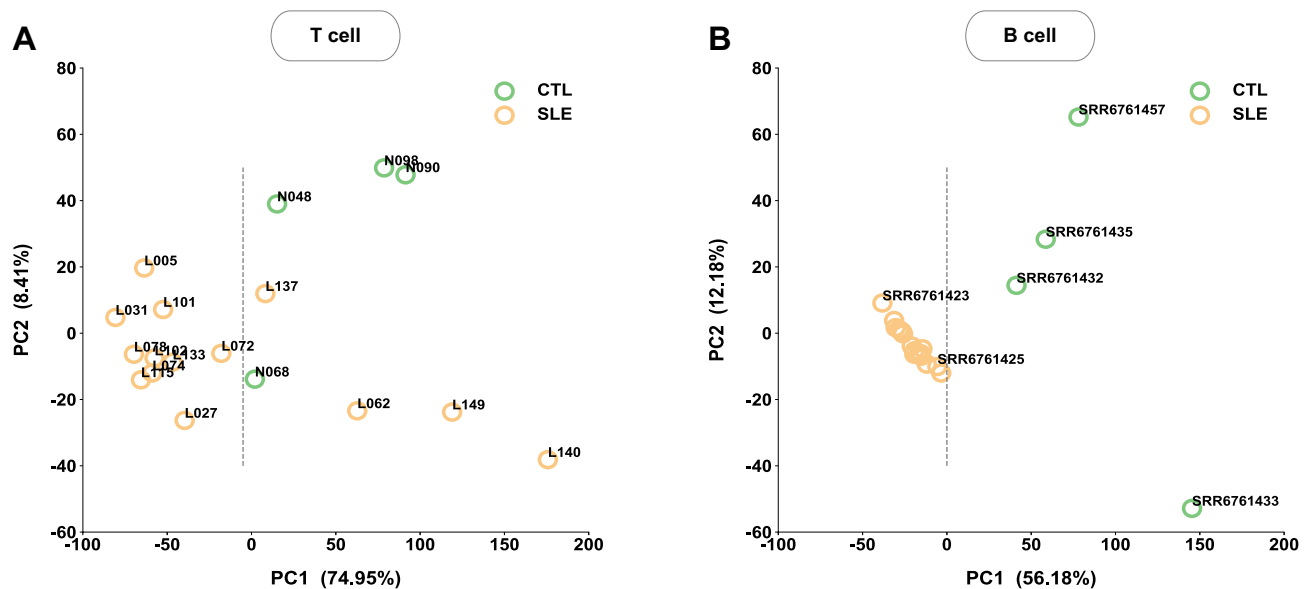 A
T cell
80
60
40
20
0
-20
-40
-60
-100
-50
0
50
100
150
200
PC2 (8.41%)
PC1 (74.95%)
CTL
SLE
N098
N090
N048
L005
L137
L101
L031
L078
L102
L133
L072
L074
L115
N068
L027
L062
L149
L140
B
B cell
80
60
40
20
0
-20
-40
-60
-100
-50
0
50
100
150
200
PC2 (12.18%)
PC1 (56.18%)
CTL
SLE
SRR6761457
SRR6761435
SRR6761432
SRR6761423
SRR6761425
SRR6761433